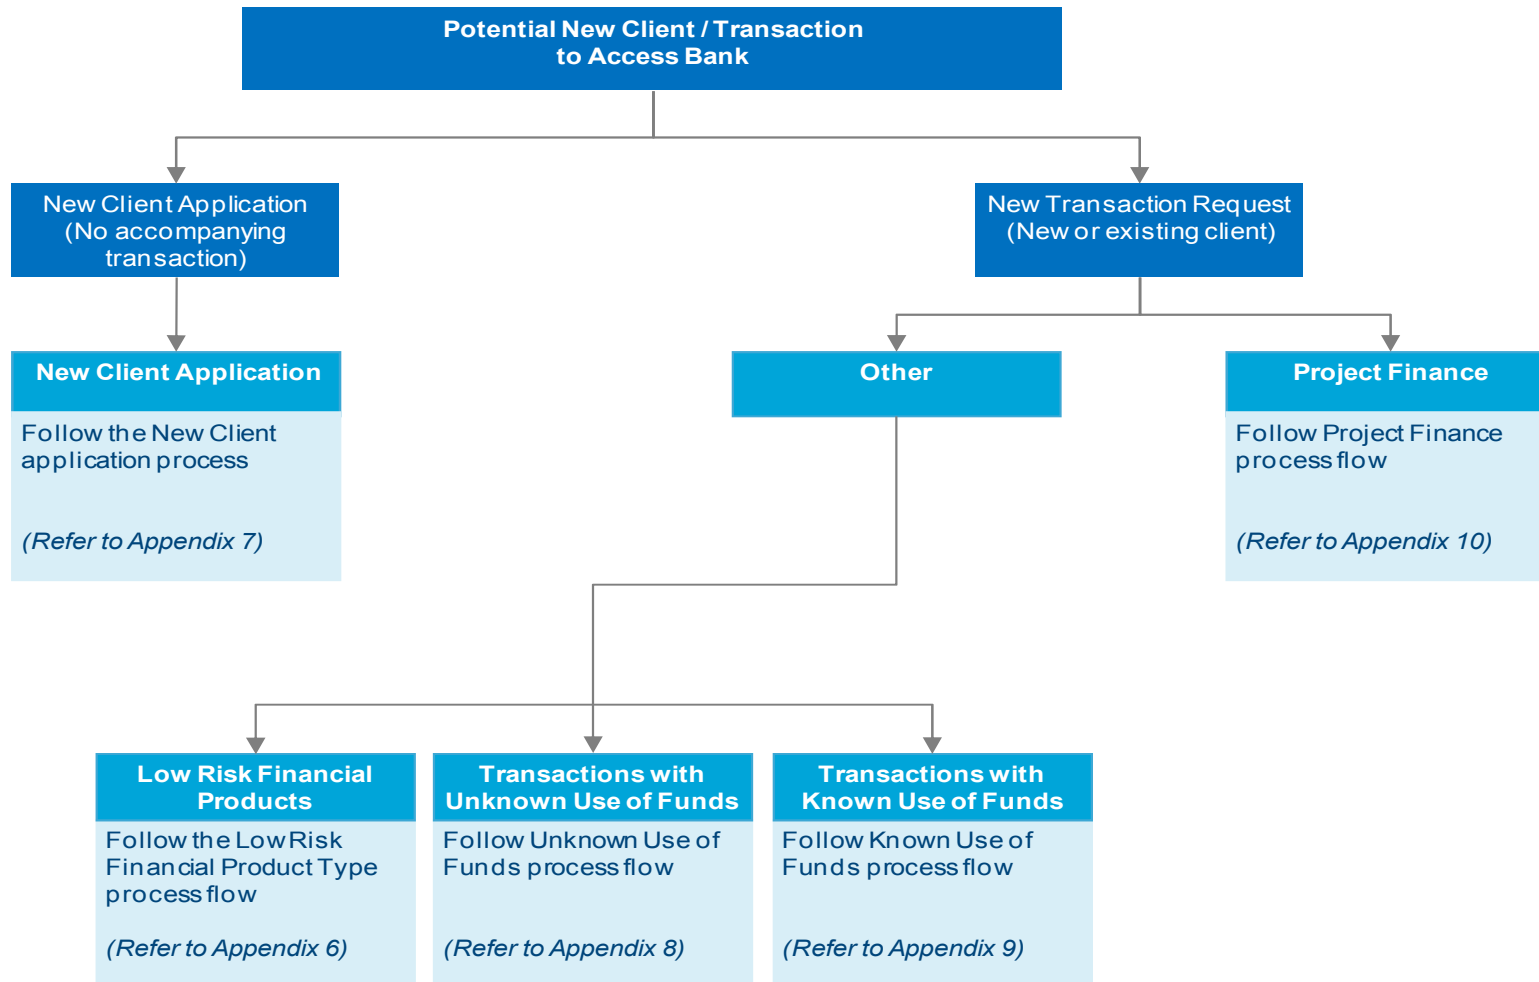 Potential New Client / Transaction
to Access Bank
New Client Application
(No accompanying
transaction)
New Transaction Request
(New or existing client)
New Client Application
Follow the New Client
application process
(Refer to Appendix 7)
Other
Project Finance
Follow Project Finance
process flow
(Refer to Appendix 10)
Low Risk Financial
Products
Follow the Low Risk
Financial Product Type
process flow
(Refer to Appendix 6)
Transactions with
Unknown Use of Funds
Follow Unknown Use of
Funds process flow
(Refer to Appendix 8)
Transactions with
Known Use of Funds
Follow Known Use of
Funds process flow
(Refer to Appendix 9)